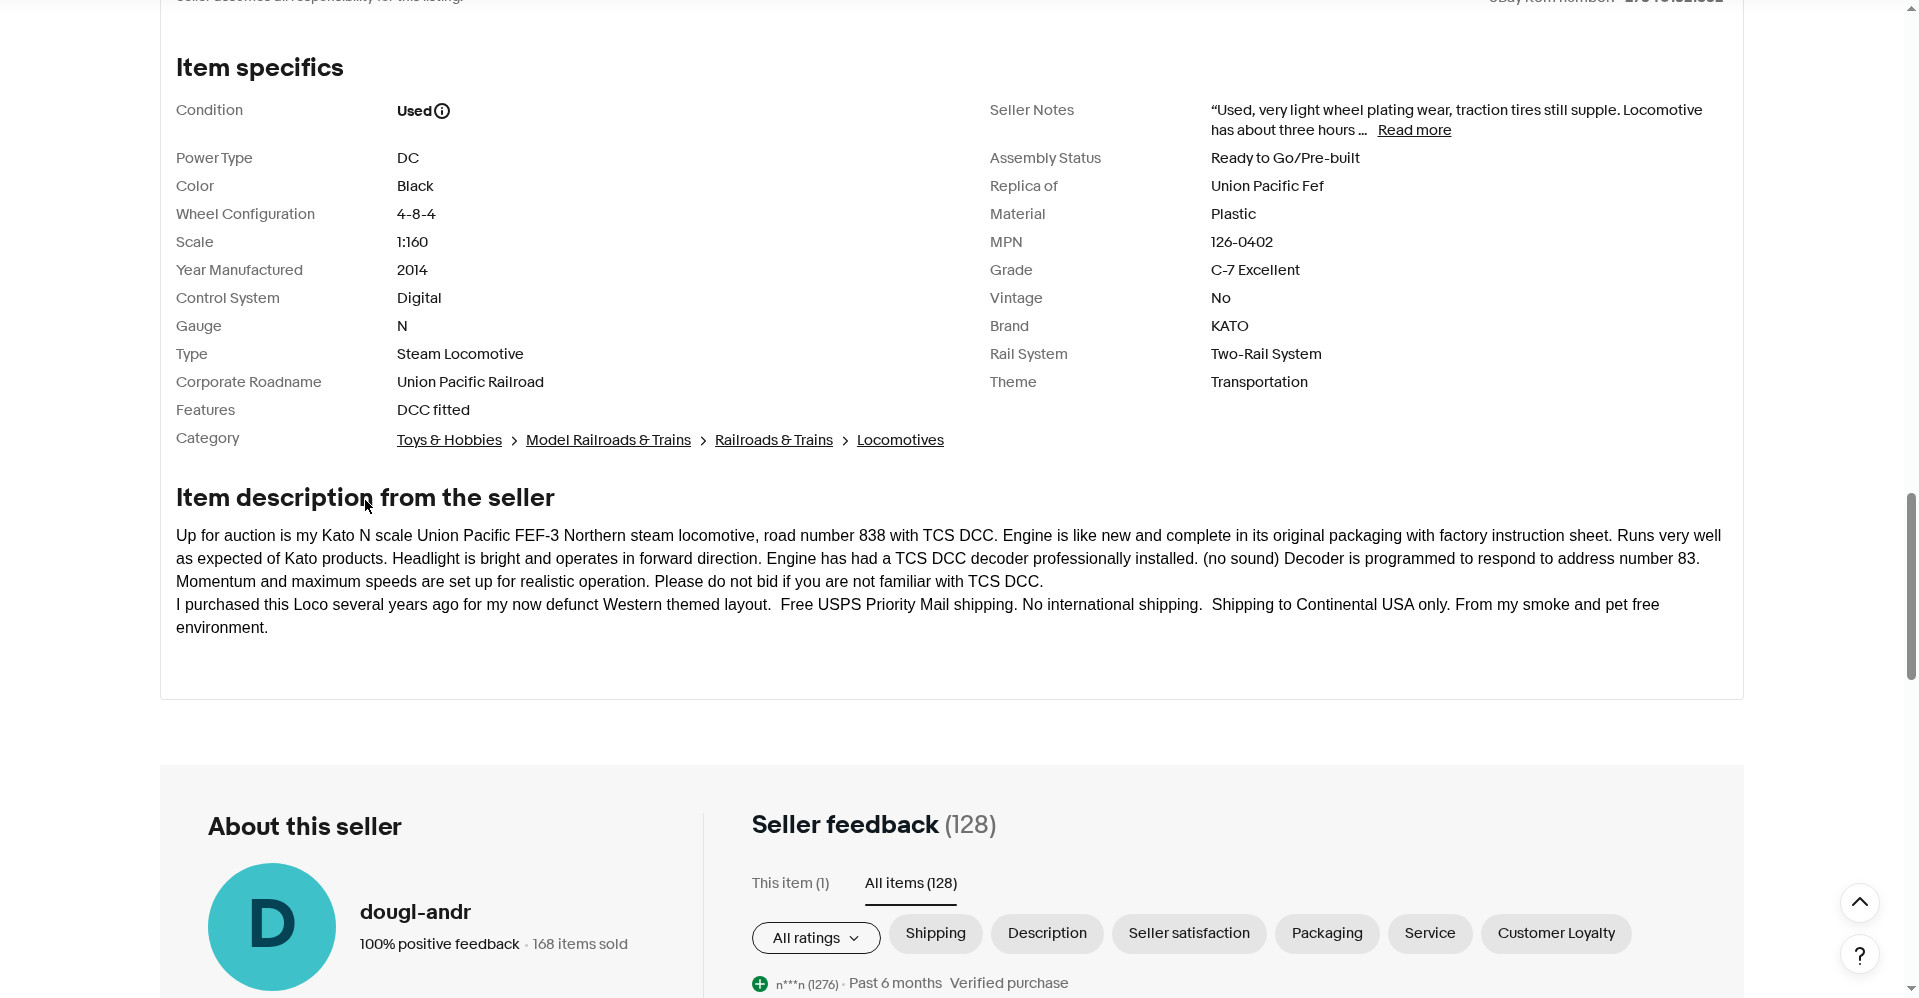 Item specifics
Condition
Used
Seller Notes
“Used, very light wheel plating wear, traction tires still supple. Locomotive
has about three hours ... Read more
Power Type
DC
Assembly Status
Ready to Go/Pre-built
Color
Black
Replica of
Union Pacific Fef
Wheel Configuration
4-8-4
Material
Plastic
Scale
1:160
MPN
126-0402
Year Manufactured
2014
Grade
C-7 Excellent
Control System
Digital
Vintage
No
Gauge
N
Brand
KATO
Type
Steam Locomotive
Rail System
Two-Rail System
Corporate Roadname
Union Pacific Railroad
Theme
Transportation
Features
DCC fitted
Category
Toys & Hobbies > Model Railroads & Trains > Railroads & Trains > Locomotives
Item description from the seller
Up for auction is my Kato N scale Union Pacific FEF-3 Northern steam locomotive, road number 838 with TCS DCC. Engine is like new and complete in its original packaging with factory instruction sheet. Runs very well
as expected of Kato products. Headlight is bright and operates in forward direction. Engine has had a TCS DCC decoder professionally installed. (no sound) Decoder is programmed to respond to address number 83.
Momentum and maximum speeds are set up for realistic operation. Please do not bid if you are not familiar with TCS DCC.
I purchased this Loco several years ago for my now defunct Western themed layout.  Free USPS Priority Mail shipping. No international shipping.  Shipping to Continental USA only. From my smoke and pet free
environment.
About this seller
D
dougl-andr
100% positive feedback • 168 items sold
Seller feedback (128)
This item (1)
All items (128)
All ratings
Shipping
Description
Seller satisfaction
Packaging
Service
Customer Loyalty
n***n (1276) • Past 6 months Verified purchase
?